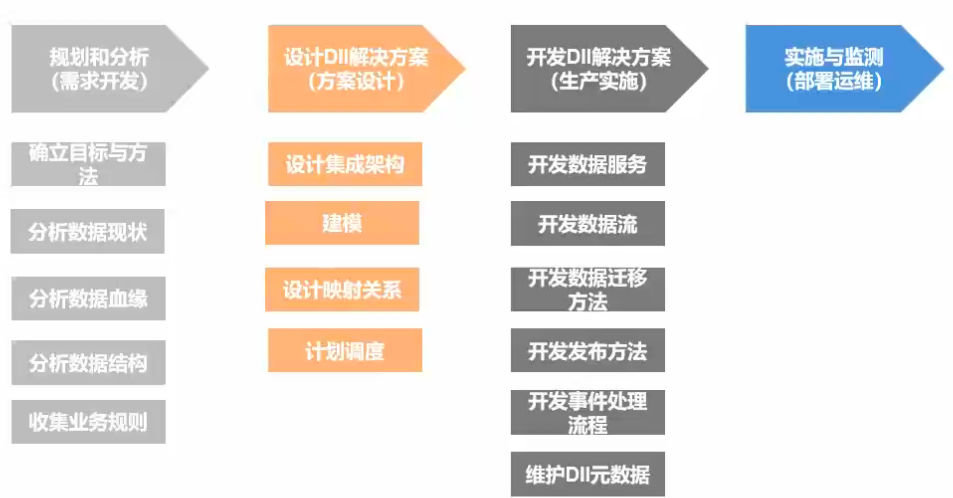 规划和分析
(需求开发)
设计DII解决方案
(方案设计)
开发DII解决方案
(生产实施)
实施与监测
(部署运维)
确立目标与方
法
分析数据现状
分析数据血缘
分析数据结构
收集业务规则
设计集成架构
建模
设计映射关系
计划调度
开发数据服务
开发数据流
开发数据迁移
方法
开发发布方法
开发事件处理
流程
维护DII元数据